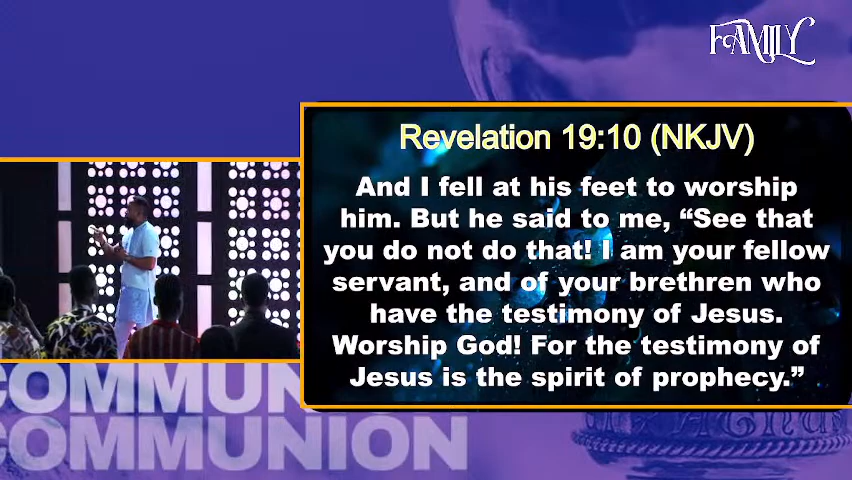 FAMILY
Revelation 19:10 (NKJV)
And I fell at his feet to worship
him. But he said to me, “See that
you do not do that! I am your fellow
servant, and of your brethren who
have the testimony of Jesus.
Worship God! For the testimony of
Jesus is the spirit of prophecy.”
COMMUN
COMMUNION